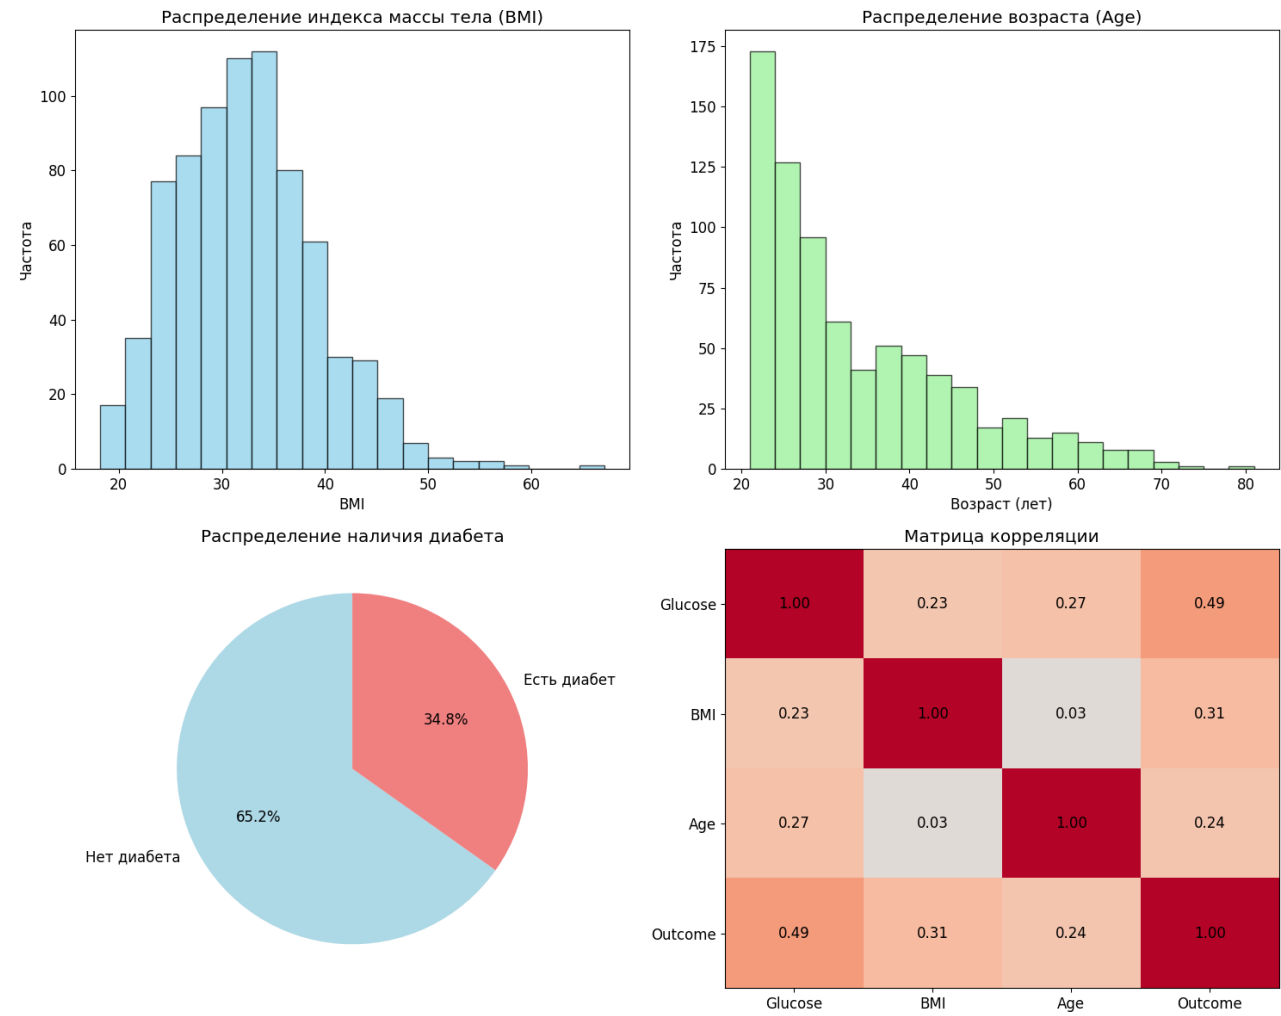 Распределение индекса массы тела (BMI)
Частота
100
80
60
40
20
0
20 30 40 50 60
BMI
Распределение возраста (Age)
Частота
175
150
125
100
75
50
25
0
20 30 40 50 60 70 80
Возраст (лет)
Распределение наличия диабета
Есть диабет
34.8%
65.2%
Нет диабета
Матрица корреляции
Glucose 1.00 0.23 0.27 0.49
BMI 0.23 1.00 0.03 0.31
Age 0.27 0.03 1.00 0.24
Outcome 0.49 0.31 0.24 1.00
Glucose BMI Age Outcome